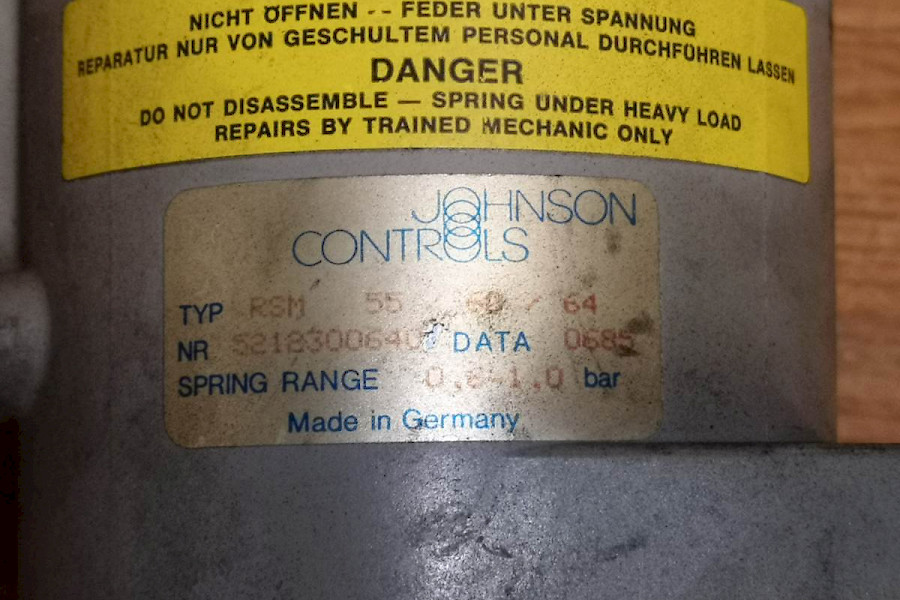 NICHT ÖFFNEN - - FEDER UNTER SPANNUNG
REPARATUR NUR VON GESCHULTEM PERSONAL DURCHFÜHREN LASSEN
DANGER
DO NOT DISASSEMBLE — SPRING UNDER HEAVY LOAD
REPAIRS BY TRAINED MECHANIC ONLY
JOHNSON
CONTROLS
TYP RSM 55 / / 64
NR DATA 0685
SPRING RANGE bar
Made in Germany